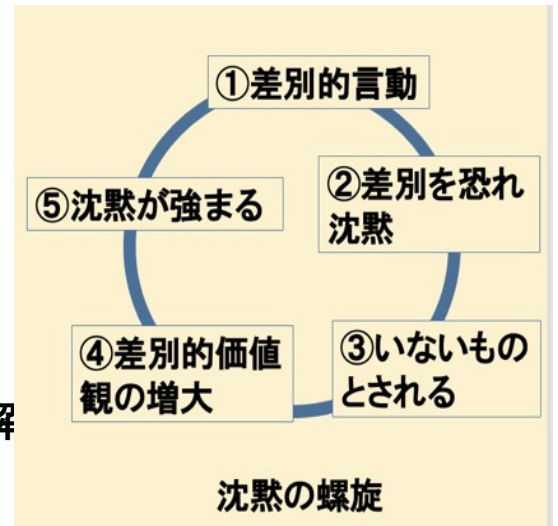 ①差別的言動
②差別を恐れ
沈黙
③いないもの
とされる
④差別的価値
観の増大
⑤沈黙が強まる
解
沈黙の螺旋